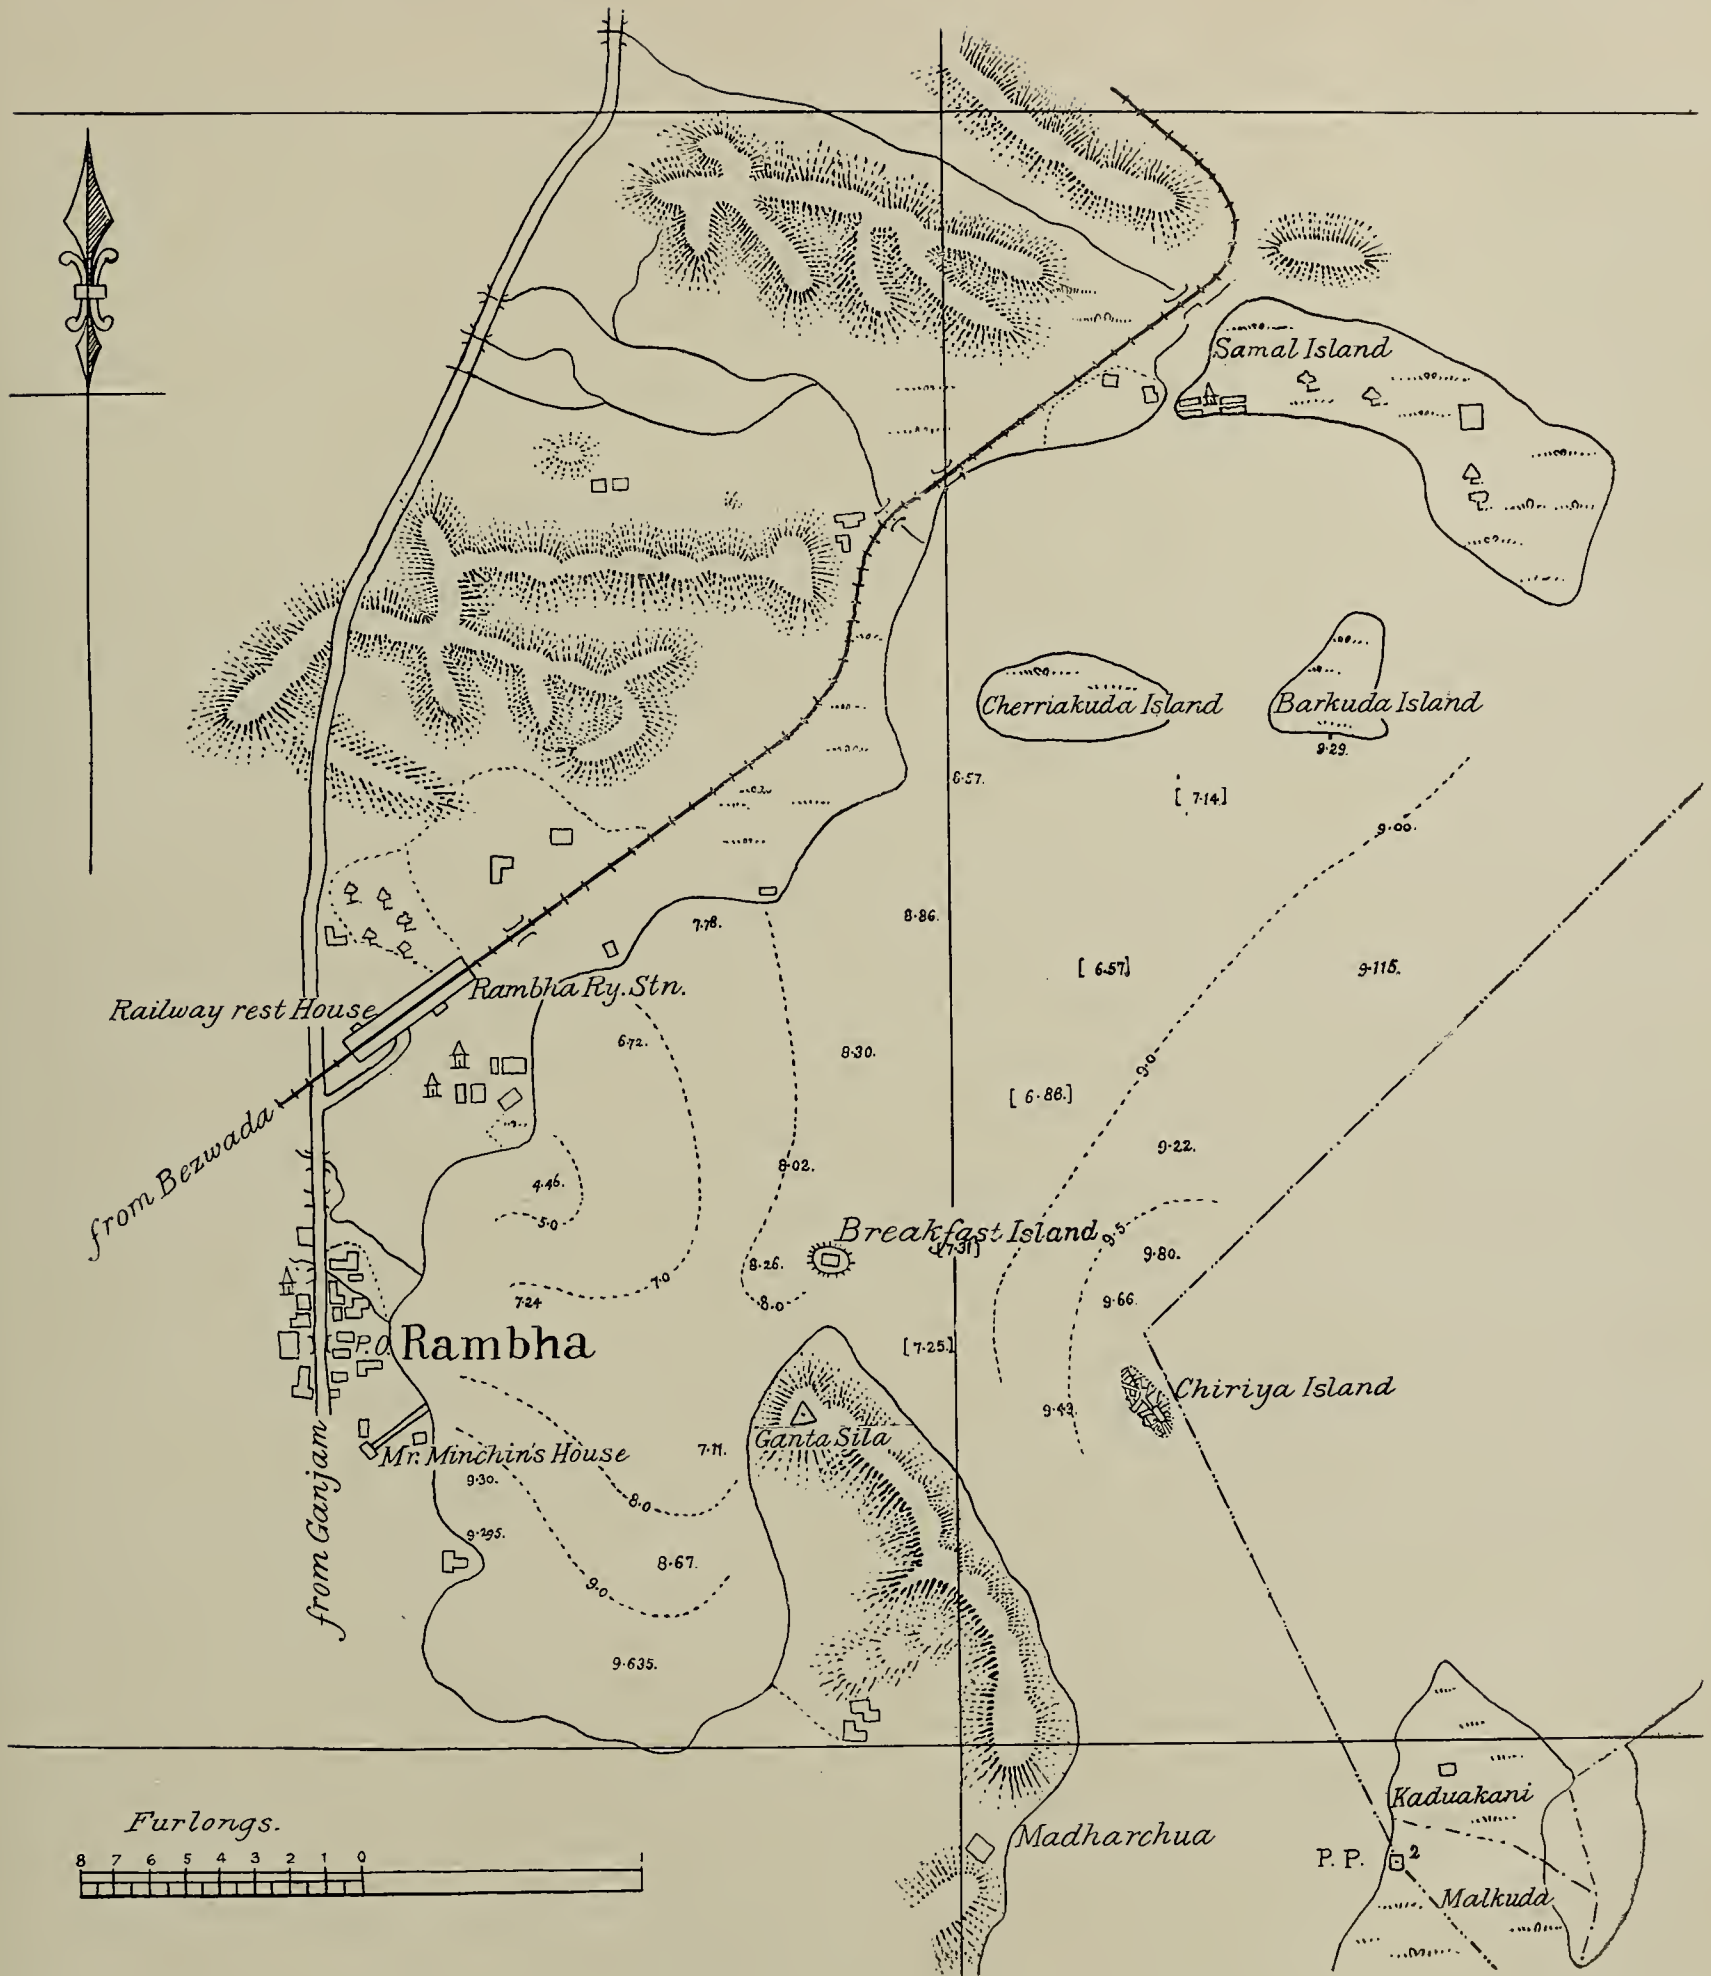 Samal Island
Cherriakuda Island
Barkuda Island
9·29.
6·57.
[ 7·14]
9·00.
7·78.
8·86.
[ 6·57]
9·115.
Rambha Ry. Stn.
Railway rest House
6·72.
8·30.
9·0
[ 6·86.]
from Bezwada
9·22.
8·02.
4·46.
5·0
Breakfast Island
[7·31]
9·5
9·80.
8·26.
7·0
7·24
8·0
9·66.
P.O.
Rambha
[7·25.]
Chiriya Island
9·43.
Ganta Sila
7·11.
Mr. Minchin's House
9·30.
8·0
from Ganjam
9·295.
8·67.
9·0
9·635.
Kaduakani
Furlongs.
8 7 6 5 4 3 2 1 0 1
Madharchua
P. P. 2
Malkuda